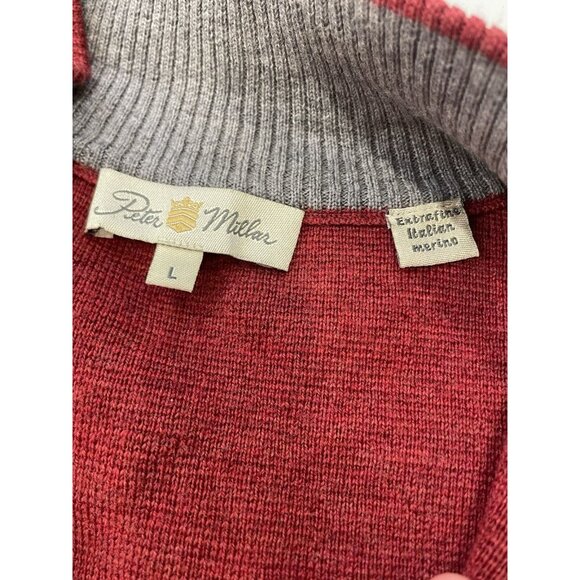 Peter Millar
L
Extrafine
Italian
merino